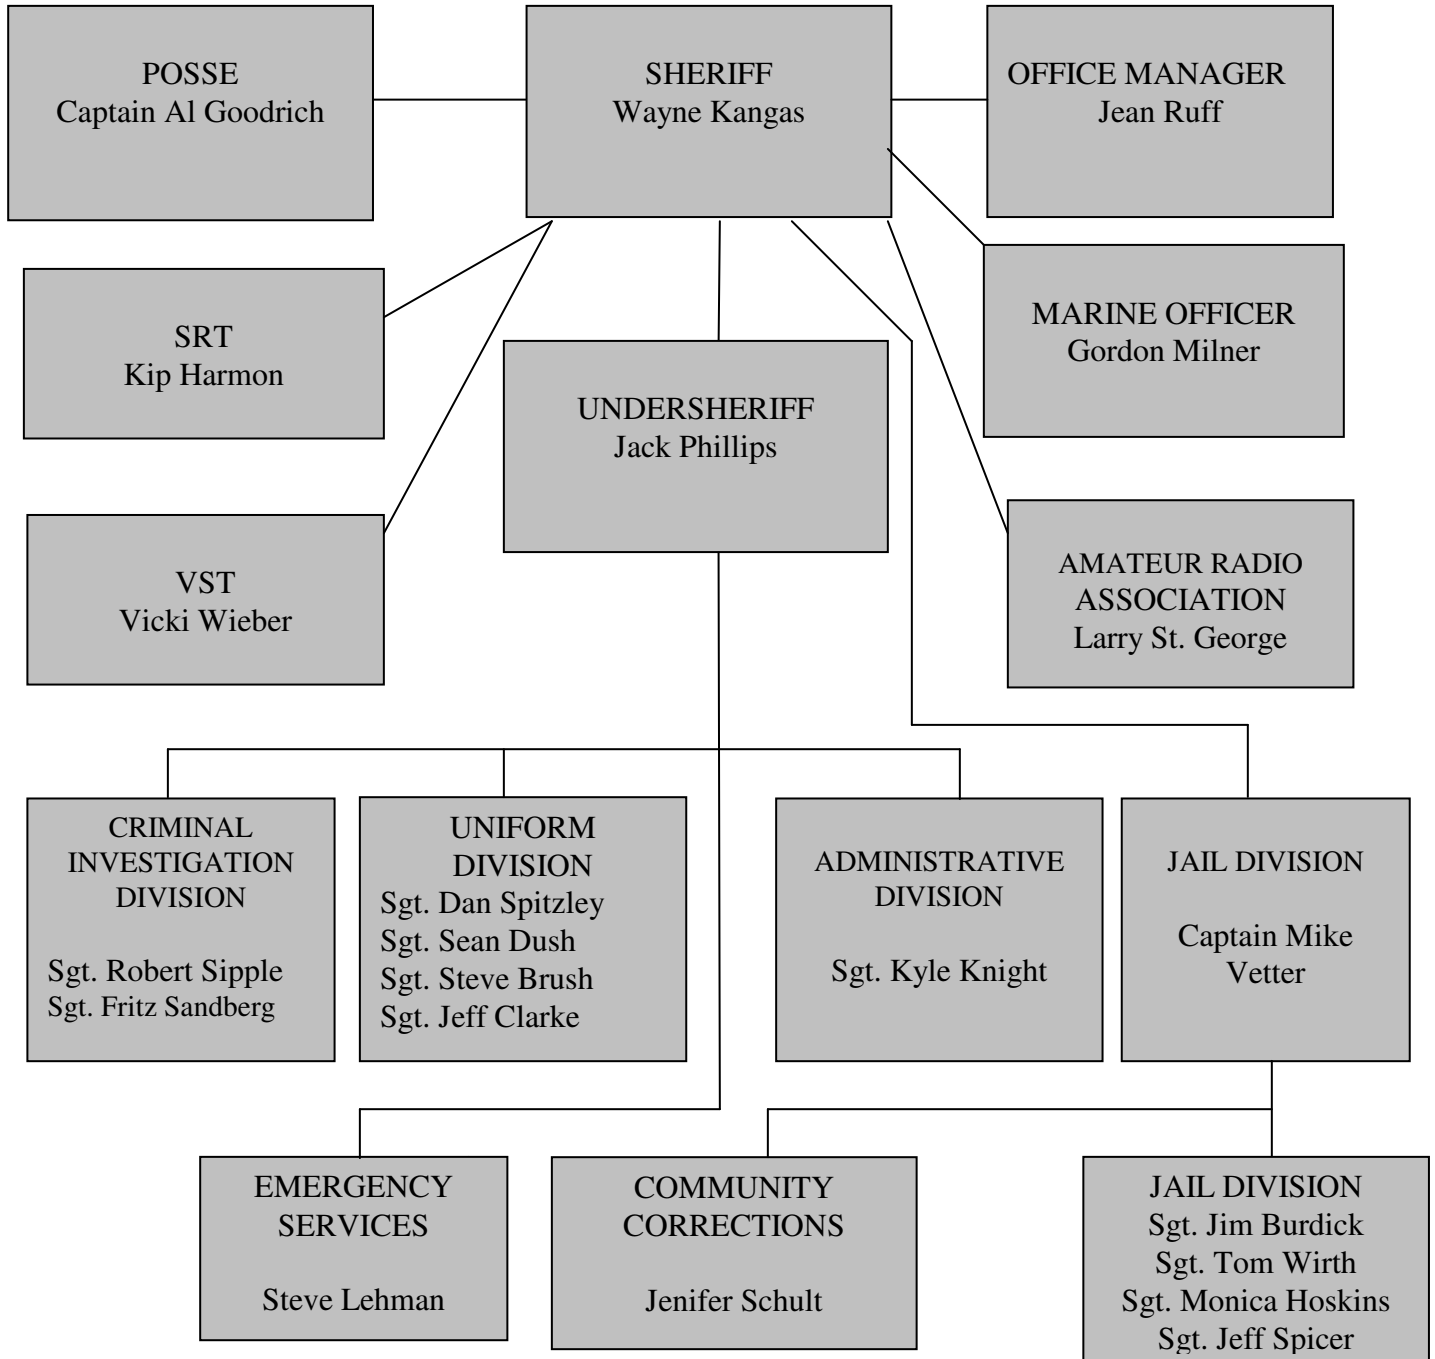 POSSE
Captain Al Goodrich
SHERIFF
Wayne Kangas
OFFICE MANAGER
Jean Ruff
SRT
Kip Harmon
MARINE OFFICER
Gordon Milner
UNDERSHERIFF
Jack Phillips
VST
Vicki Wieber
AMATEUR RADIO
ASSOCIATION
Larry St. George
CRIMINAL
INVESTIGATION
DIVISION
Sgt. Robert Sipple
Sgt. Fritz Sandberg
UNIFORM
DIVISION
Sgt. Dan Spitzley
Sgt. Sean Dush
Sgt. Steve Brush
Sgt. Jeff Clarke
ADMINISTRATIVE
DIVISION
Sgt. Kyle Knight
JAIL DIVISION
Captain Mike
Vetter
EMERGENCY
SERVICES
Steve Lehman
COMMUNITY
CORRECTIONS
Jenifer Schult
JAIL DIVISION
Sgt. Jim Burdick
Sgt. Tom Wirth
Sgt. Monica Hoskins
Sgt. Jeff Spicer